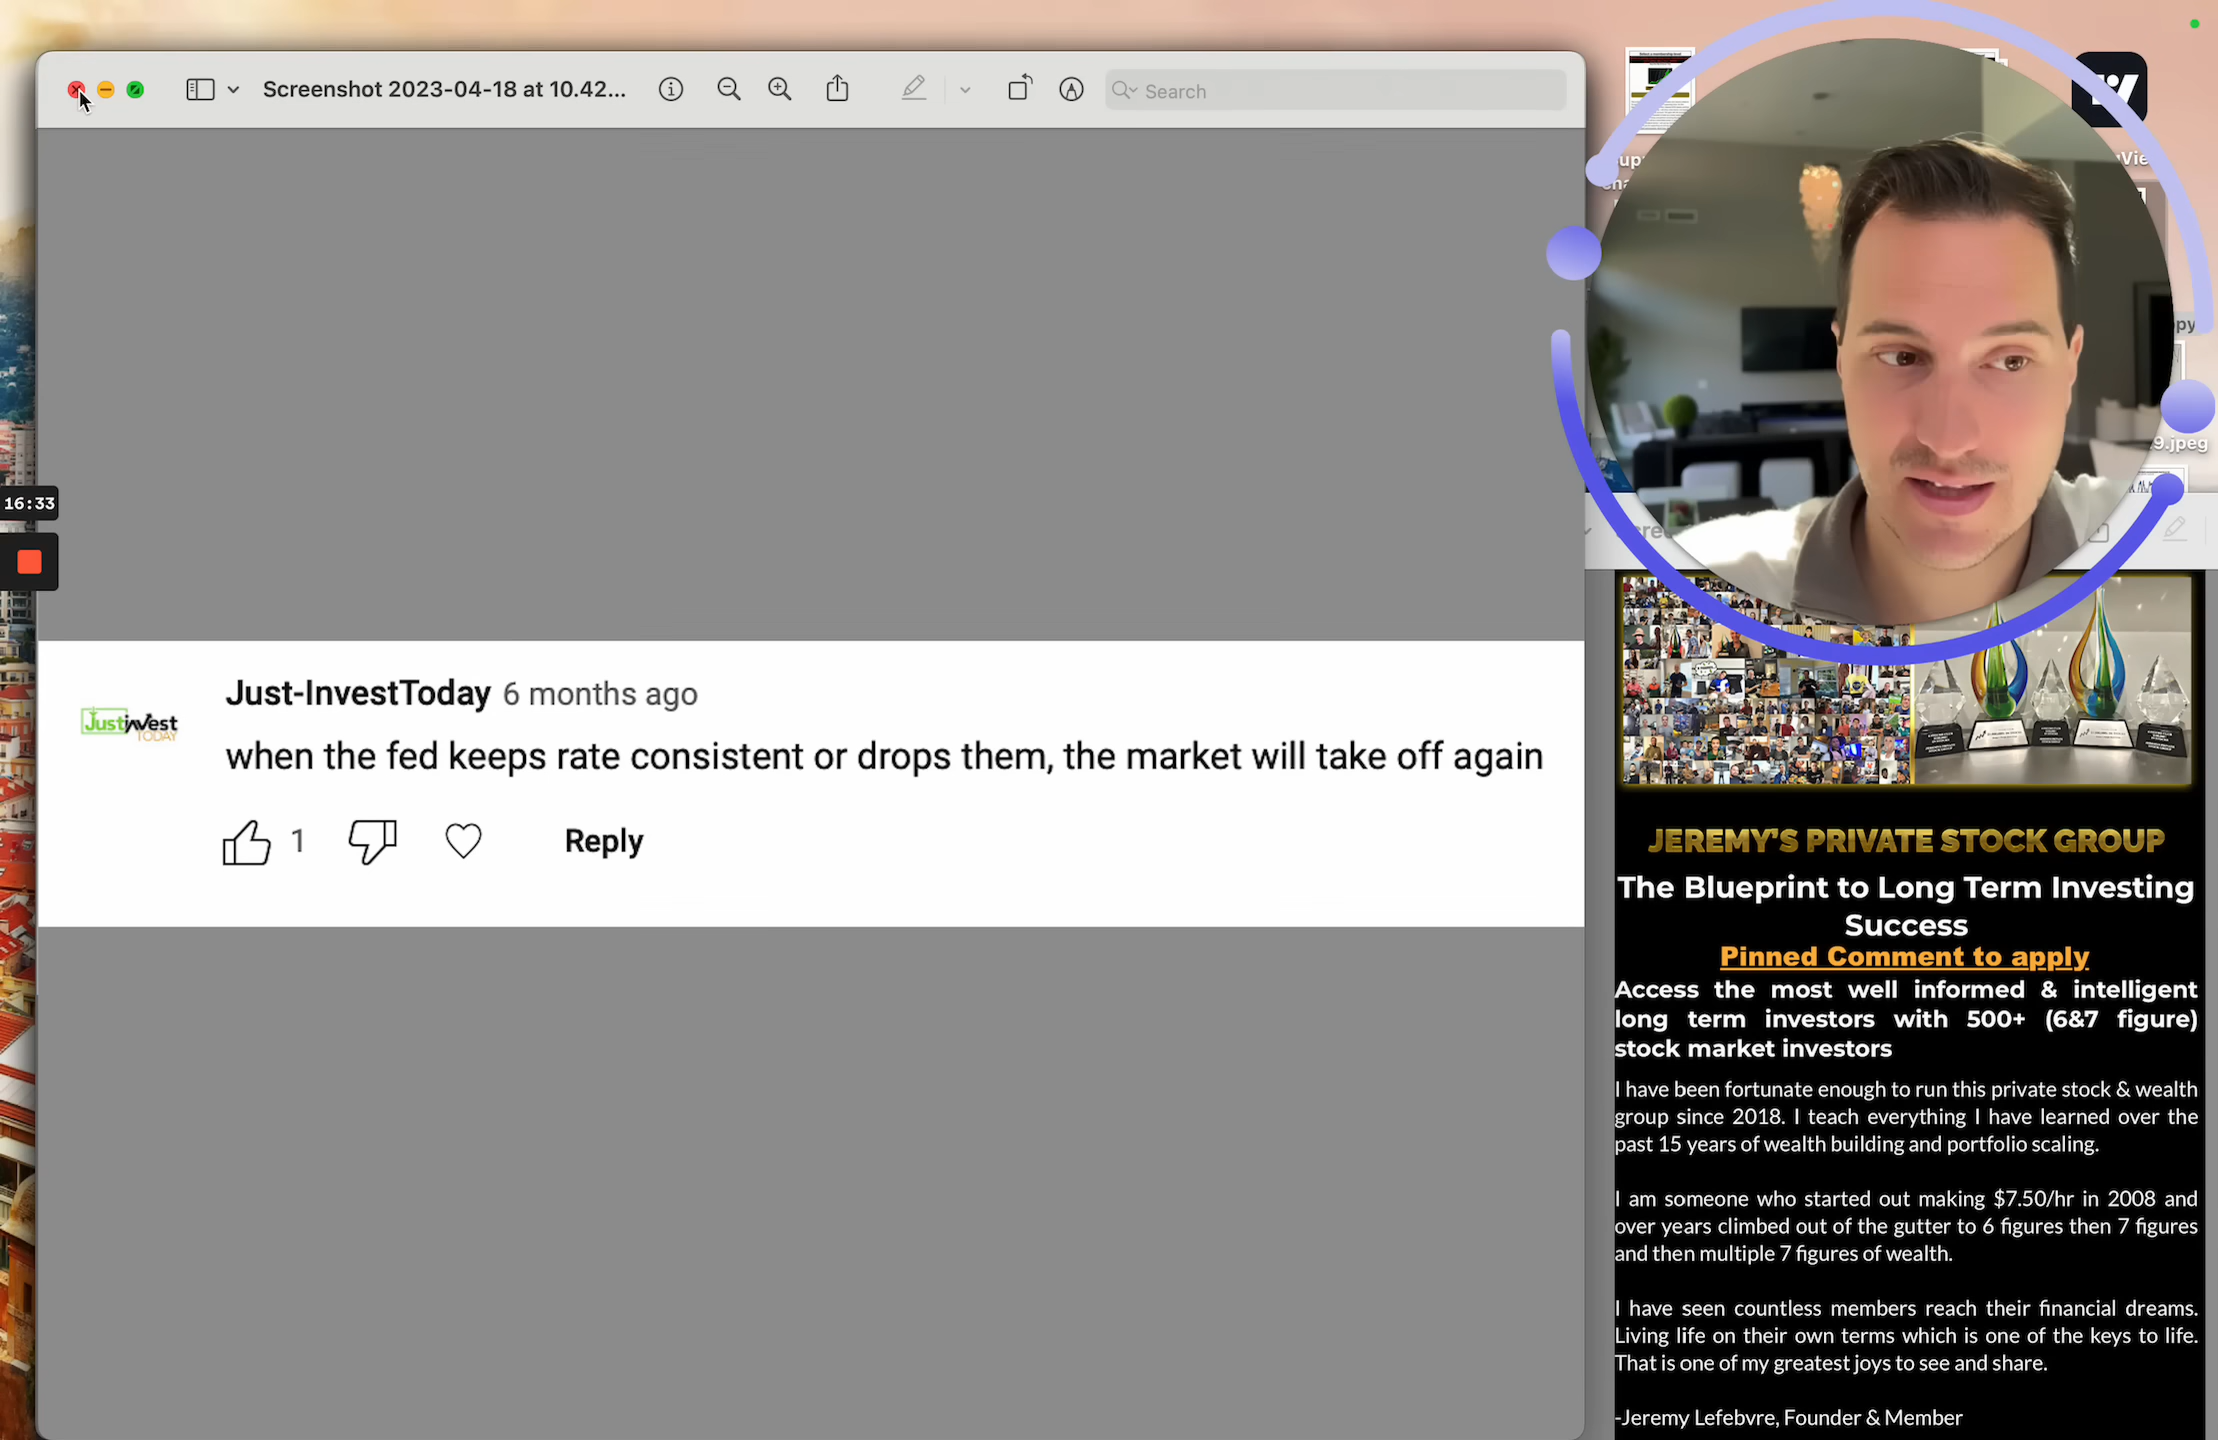 Screenshot 2023-04-18 at 10.42...
Search
16:33
Just-InvestToday 6 months ago
Just invest
TODAY
when the fed keeps rate consistent or drops them, the market will take off again
1
Reply
9.jpeg
JEREMY'S PRIVATE STOCK GROUP
The Blueprint to Long Term Investing
Success
Pinned Comment to apply
Access the most well informed & intelligent
long term investors with 500+ (6&7 figure)
stock market investors
I have been fortunate enough to run this private stock & wealth
group since 2018. I teach everything I have learned over the
past 15 years of wealth building and portfolio scaling.
I am someone who started out making $7.50/hr in 2008 and
over years climbed out of the gutter to 6 figures then 7 figures
and then multiple 7 figures of wealth.
I have seen countless members reach their financial dreams.
Living life on their own terms which is one of the keys to life.
That is one of my greatest joys to see and share.
-Jeremy Lefebvre, Founder & Member